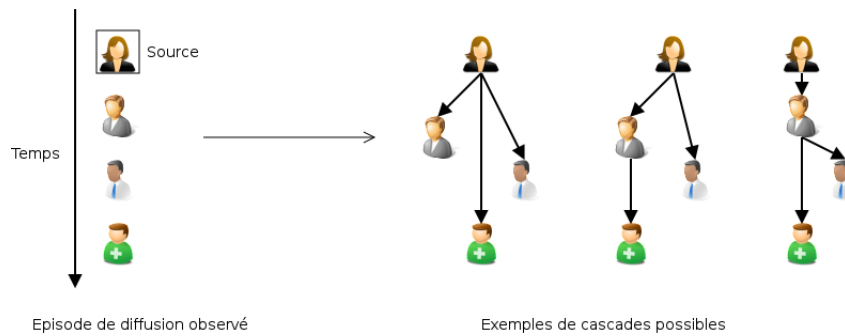 Source
Temps
Episode de diffusion observé
Exemples de cascades possibles